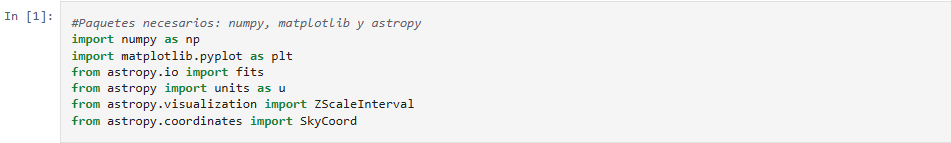 In [1]:
#Paquetes necesarios: numpy, matplotlib y astropy
import numpy as np
import matplotlib.pyplot as plt
from astropy.io import fits
from astropy import units as u
from astropy.visualization import ZScaleInterval
from astropy.coordinates import SkyCoord